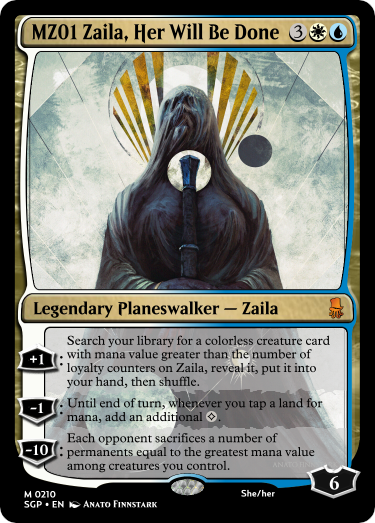 MZ01 Zaila, Her Will Be Done 3
Legendary Planeswalker — Zaila
+1: Search your library for a colorless creature card
with mana value greater than the number of
loyalty counters on Zaila, reveal it, put it into
your hand, then shuffle.
-1: Until end of turn, whenever you tap a land for
mana, add an additional C.
-10: Each opponent sacrifices a number of
permanents equal to the greatest mana value
among creatures you control.
6
M 0210
SGP • EN Anato Finnstark
She/her